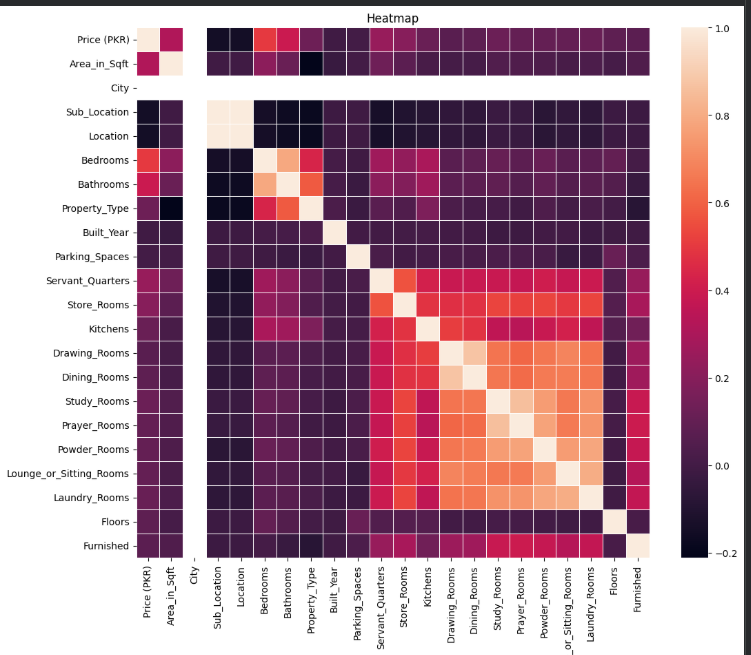 Heatmap
Price (PKR)
Area_in_Sqft
City
Sub_Location
Location
Bedrooms
Bathrooms
Property_Type
Built_Year
Parking_Spaces
Servant_Quarters
Store_Rooms
Kitchens
Drawing_Rooms
Dining_Rooms
Study_Rooms
Prayer_Rooms
Powder_Rooms
Lounge_or_Sitting_Rooms
Laundry_Rooms
Floors
Furnished
Price (PKR)
Area_in_Sqft
City
Sub_Location
Location
Bedrooms
Bathrooms
Property_Type
Built_Year
Parking_Spaces
Servant_Quarters
Store_Rooms
Kitchens
Drawing_Rooms
Dining_Rooms
Study_Rooms
Prayer_Rooms
Powder_Rooms
_or_Sitting_Rooms
Laundry_Rooms
Floors
Furnished
1.0
0.8
0.6
0.4
0.2
0.0
−0.2